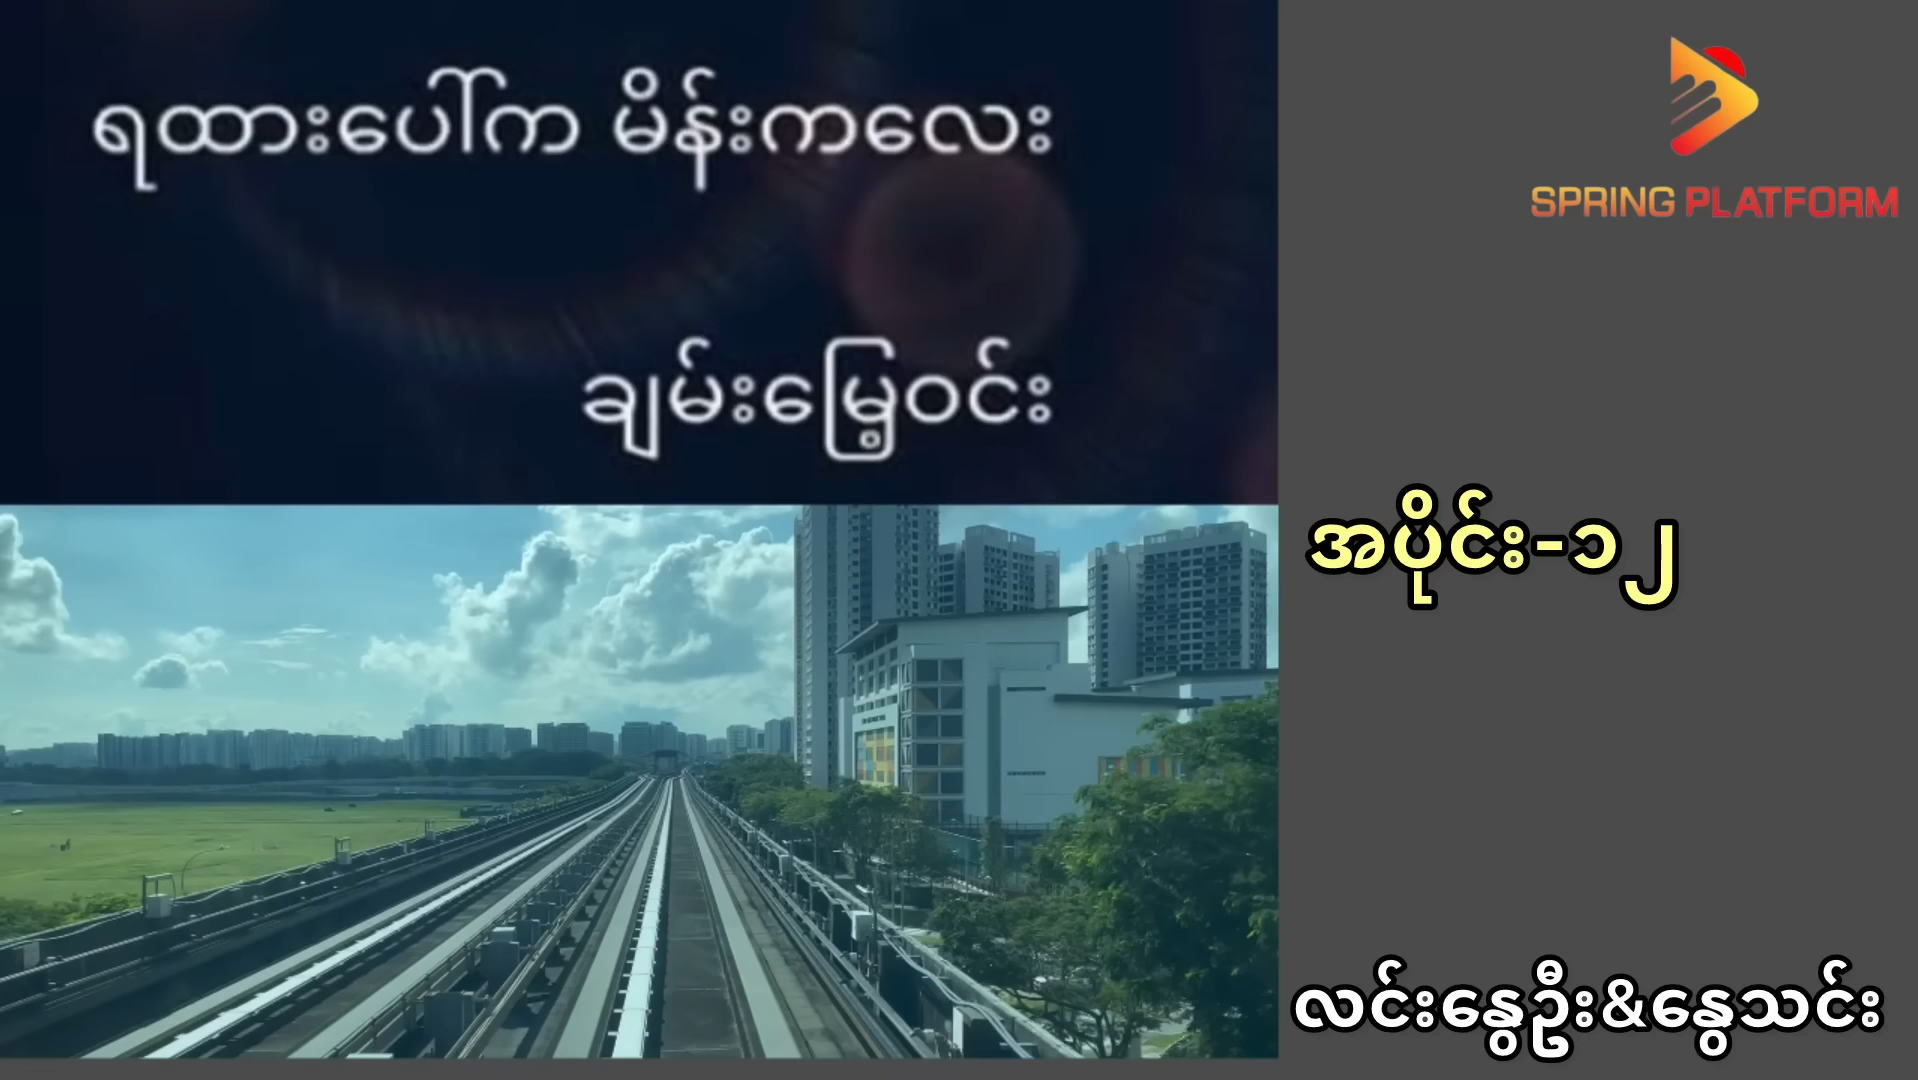 ရထားပေါ်က မိန်းကလေး
ချမ်းမြေ့ဝင်း
SPRING PLATFORM
အပိုင်း-၁၂
လင်းနွေဦး&နွေသင်း